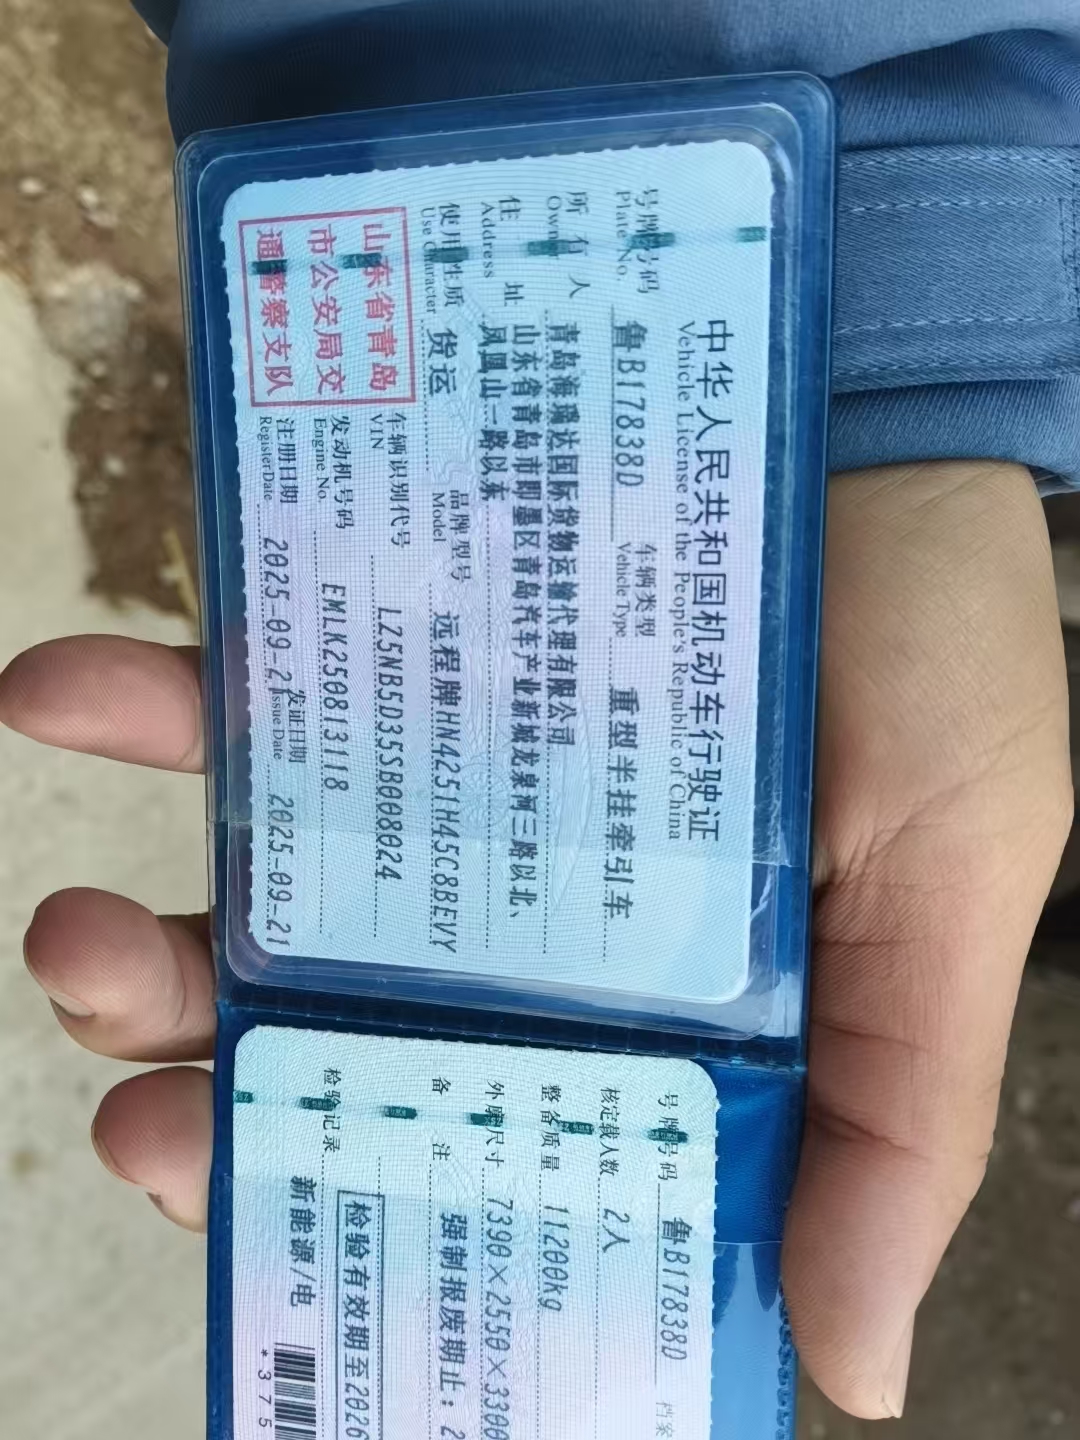 中华人民共和国机动车行驶证
Vehicle License of the People's Republic of China
号牌号码 鲁B17838D 车辆类型 重型半挂牵引车
Plate No. Vehicle Type
所有人 青岛海瑞达国际货物运输代理有限公司
Owner
住址 山东省青岛市即墨区青岛汽车产业新城龙泉河三路以北、
Address 凤凰山二路以东
使用性质 货运 品牌型号 远程牌HN4251H45C8BEVY
Use Character Model
山东省青岛
市公安局交
通警察支队
车辆识别代号 LZ5NB5D35SB008024
VIN
发动机号码 EMLK250813118
Engine No.
注册日期 2025-09-21 发证日期 2025-09-21
Register Date Issue Date
号牌号码 鲁B17838D 档案
核定载人数 2人
整备质量 11200kg
外廓尺寸 7390×2550×3300
备注 强制报废期止：2
检验有效期至2026
检验记录
新能源/电
*375